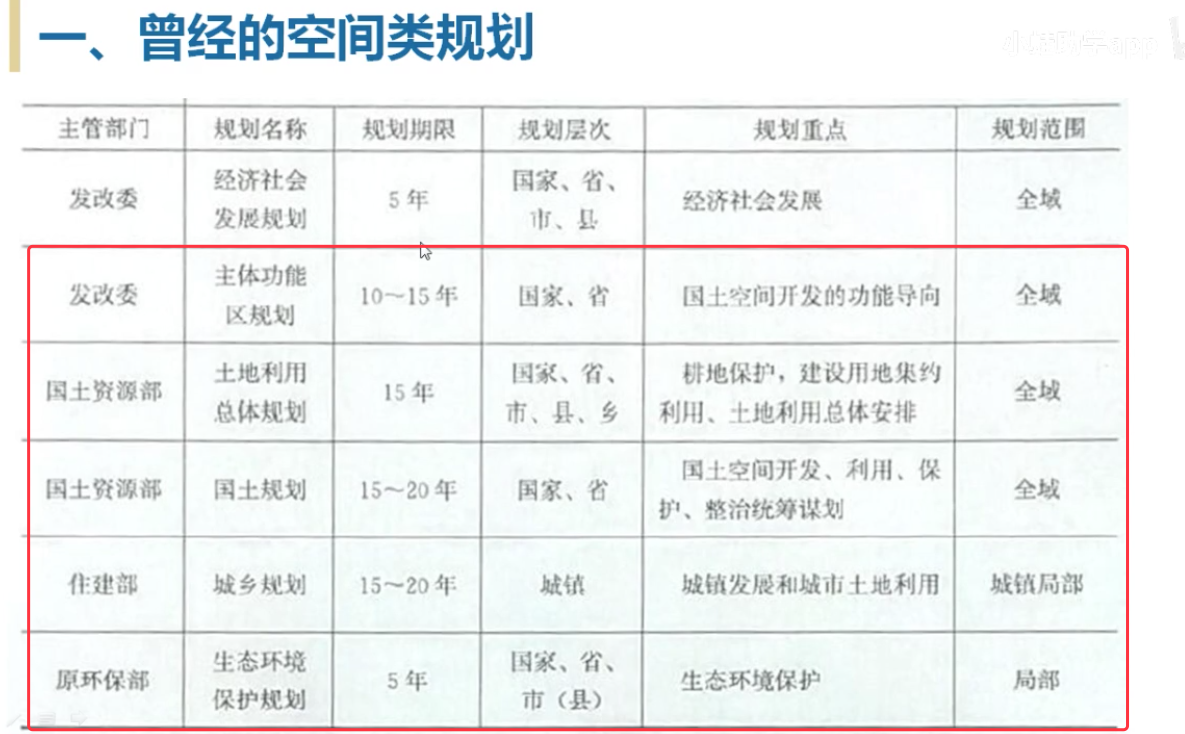 一、曾经的空间类规划
主管部门 规划名称 规划期限 规划层次 规划重点 规划范围
发改委 经济社会 5年 国家、省、 经济社会发展 全域
发展规划 市、县
发改委 主体功能 10~15年 国家、省 国土空间开发的功能导向 全域
区规划
国土资源部 土地利用 15年 国家、省、 耕地保护，建设用地集约 全域
总体规划 市、县、乡 利用、土地利用总体安排
国土资源部 国土规划 15~20年 国家、省 国土空间开发、利用、保 全域
护、整治统筹谋划
住建部 城乡规划 15~20年 城镇 城镇发展和城市土地利用 城镇局部
原环保部 生态环境 5年 国家、省、 生态环境保护 局部
保护规划 市（县）